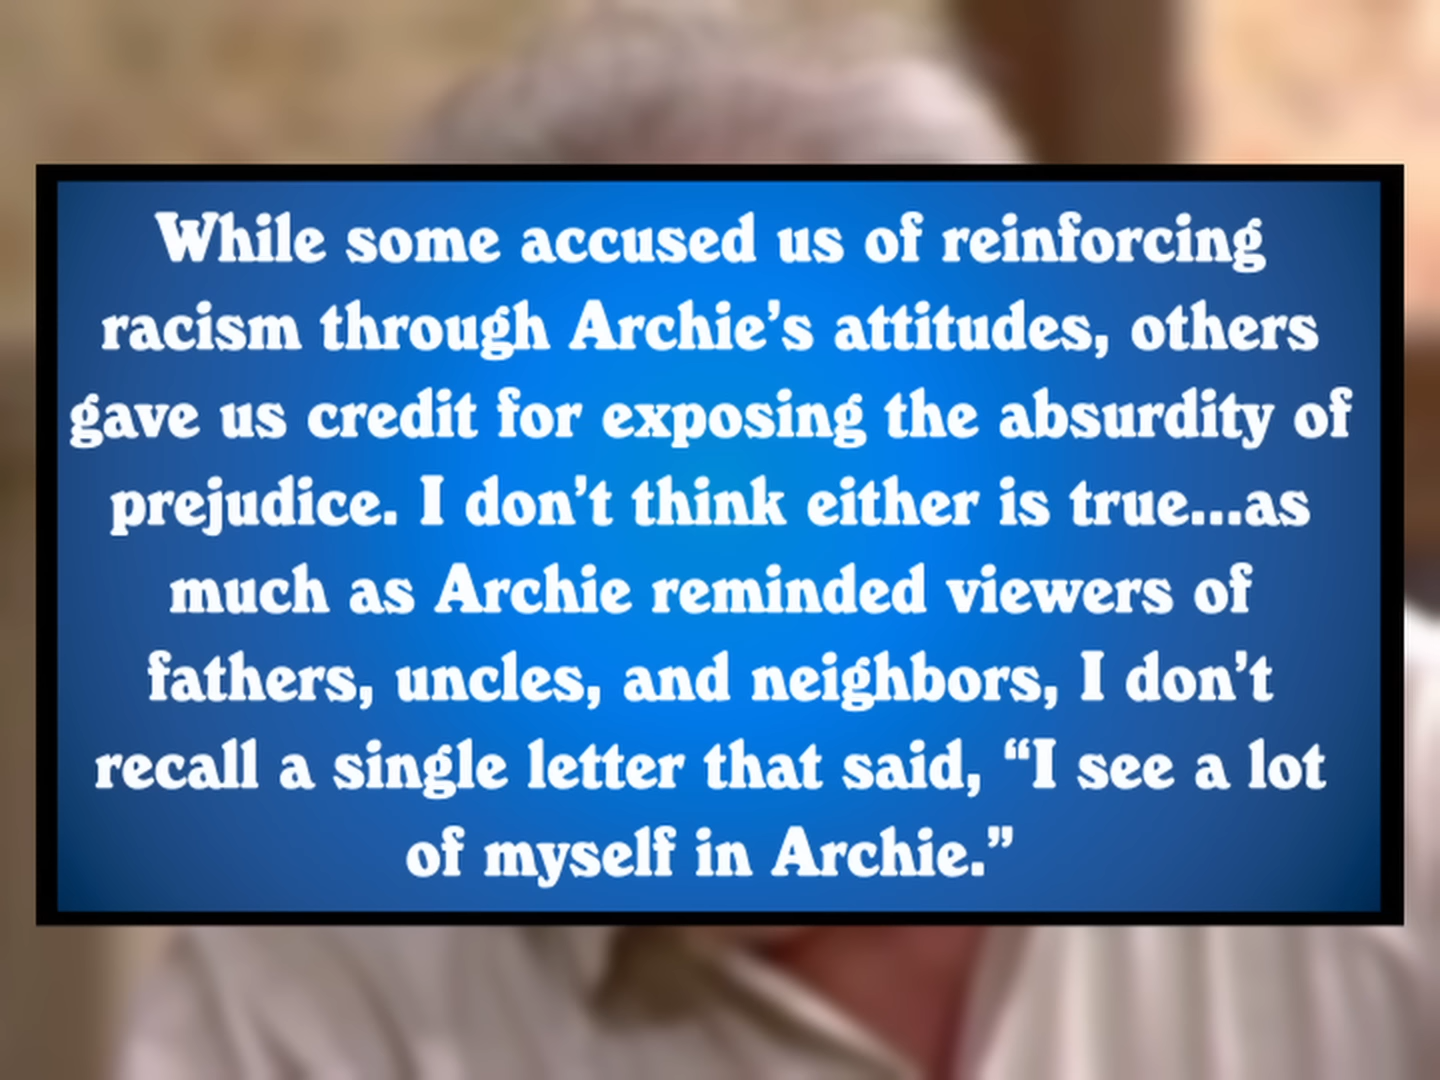 While some accused us of reinforcing
racism through Archie’s attitudes, others
gave us credit for exposing the absurdity of
prejudice. I don’t think either is true...as
much as Archie reminded viewers of
fathers, uncles, and neighbors, I don’t
recall a single letter that said, “I see a lot
of myself in Archie.”